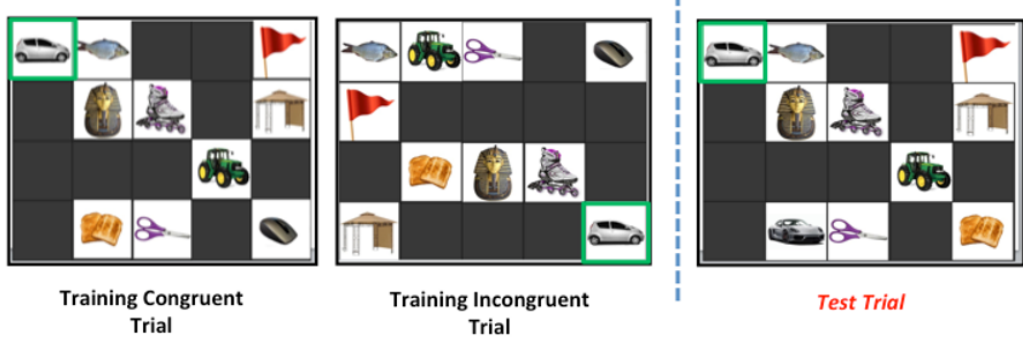 Training Congruent
Trial
Training Incongruent
Trial
Test Trial